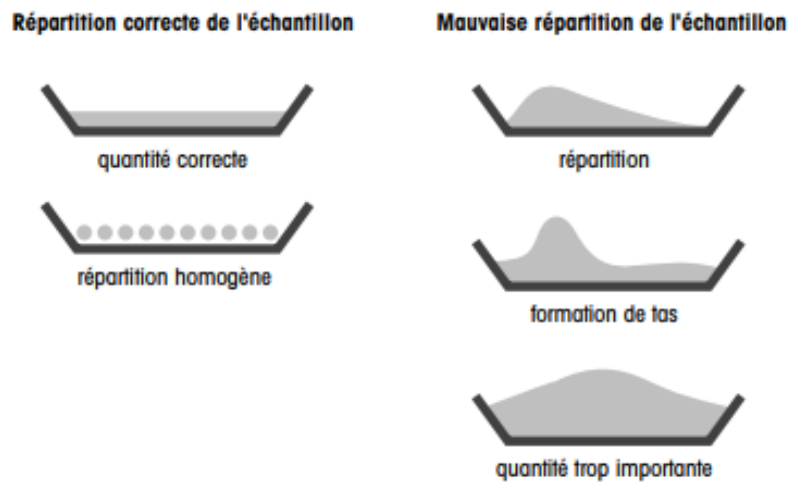 Répartition correcte de l'échantillon
quantité correcte
répartition homogène
Mauvaise répartition de l'échantillon
répartition
formation de tas
quantité trop importante